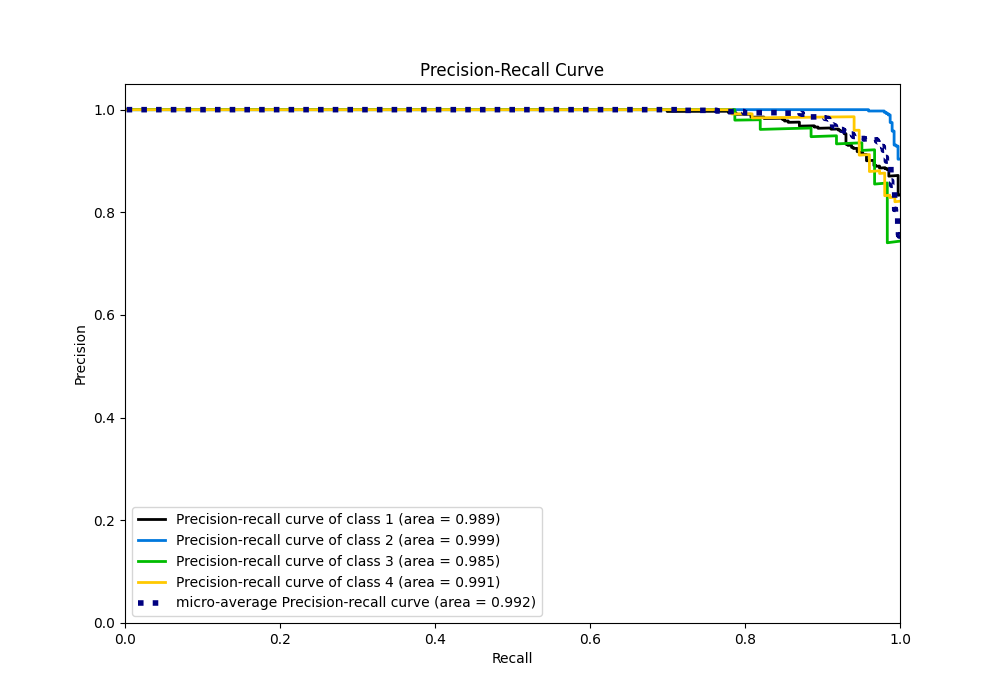 Precision-Recall Curve
1.0
0.8
0.6
0.4
0.2
0.0
Precision
Precision-recall curve of class 1 (area = 0.989)
Precision-recall curve of class 2 (area = 0.999)
Precision-recall curve of class 3 (area = 0.985)
Precision-recall curve of class 4 (area = 0.991)
micro-average Precision-recall curve (area = 0.992)
0.0 0.2 0.4 0.6 0.8 1.0
Recall